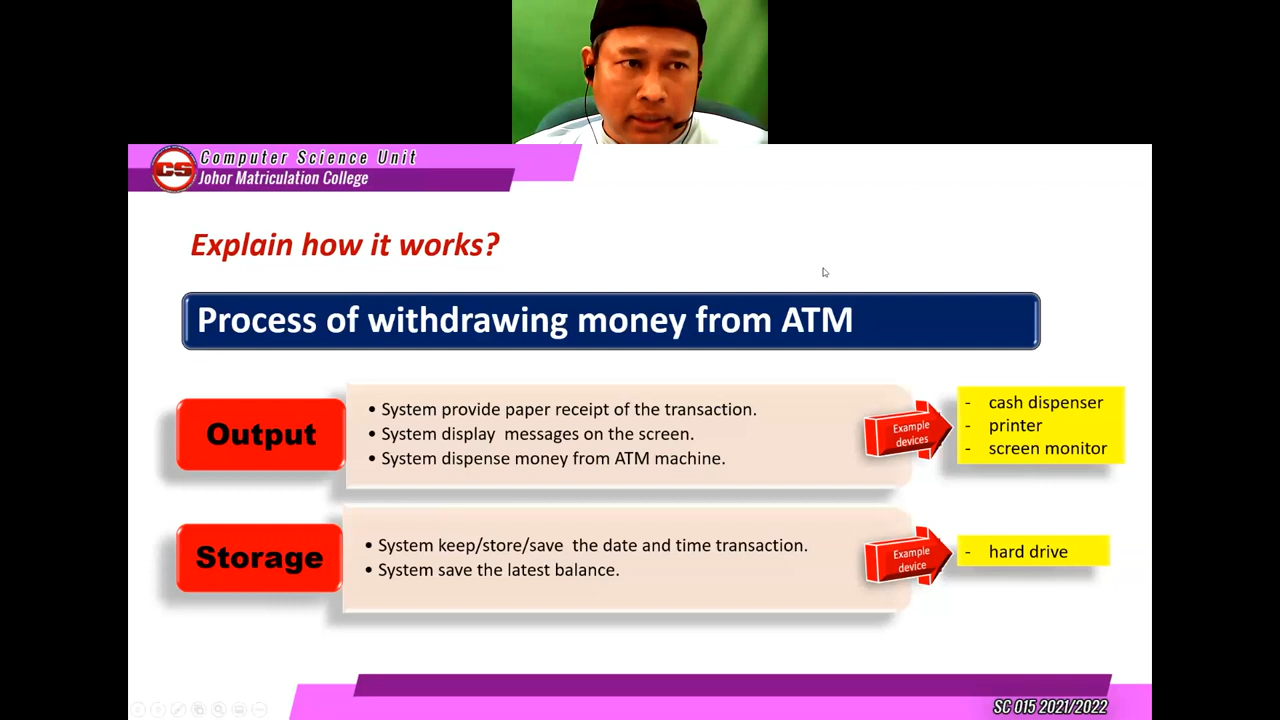 CS
Computer Science Unit
Johor Matriculation College
Explain how it works?
Process of withdrawing money from ATM
Output
• System provide paper receipt of the transaction.
• System display messages on the screen.
• System dispense money from ATM machine.
Example
devices
- cash dispenser
- printer
- screen monitor
Storage
• System keep/store/save the date and time transaction.
• System save the latest balance.
Example
device
- hard drive
SC 015 2021/2022